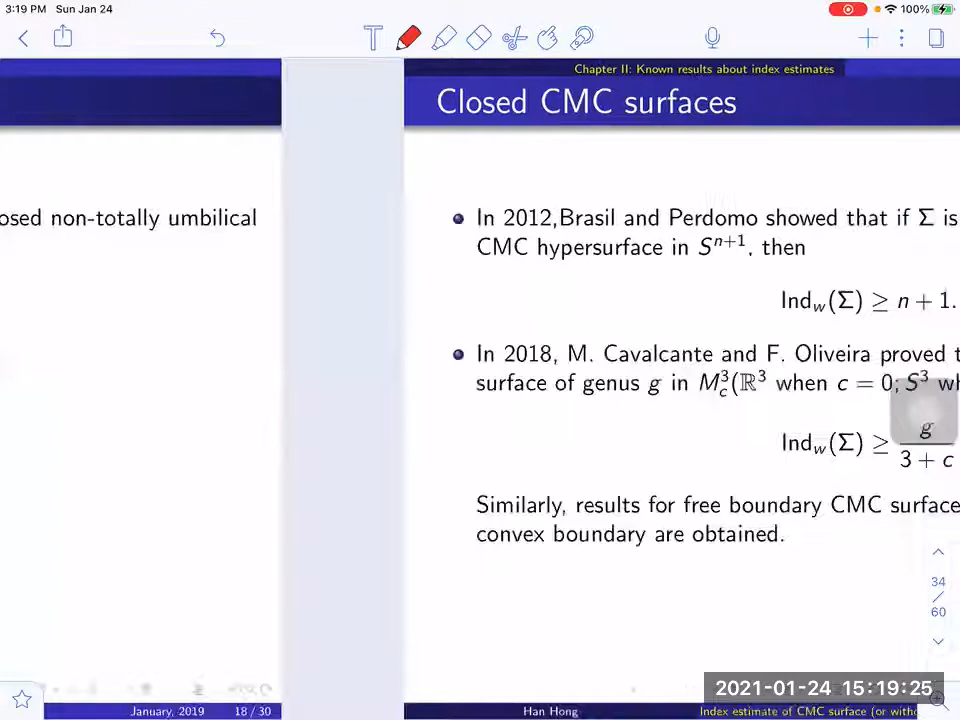 3:19 PM Sun Jan 24
100%
Chapter II: Known results about index estimates
Closed CMC surfaces
osed non-totally umbilical
In 2012,Brasil and Perdomo showed that if Σ is
CMC hypersurface in S^{n+1}, then
Ind_w(Σ) ≥ n + 1.
In 2018, M. Cavalcante and F. Oliveira proved t
surface of genus g in M_c^3(ℝ^3 when c = 0; S^3 wh
Ind_w(Σ) ≥ g / (3 + c
Similarly, results for free boundary CMC surface
convex boundary are obtained.
34
/
60
2021-01-24 15:19:25
January, 2019 18 / 30
Han Hong
Index estimate of CMC surface (or witho